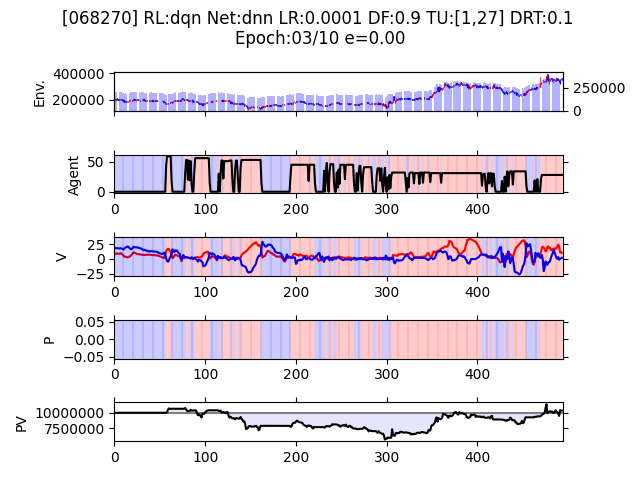 [068270] RL:dqn Net:dnn LR:0.0001 DF:0.9 TU:[1,27] DRT:0.1
Epoch:03/10 e=0.00
Env.
400000
200000
250000
0
Agent
50
0
0 100 200 300 400
V
25
0
−25
0 100 200 300 400
P
0.05
0.00
−0.05
0 100 200 300 400
PV
10000000
7500000
0 100 200 300 400